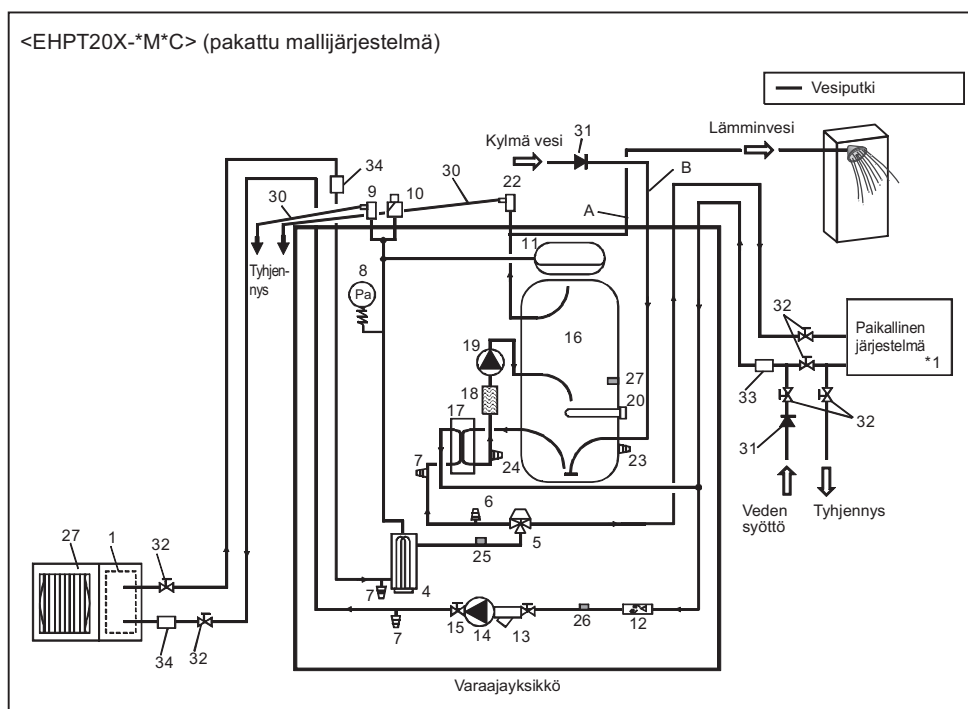 <EHPT20X-*M*C> (pakattu mallijärjestelmä)
Vesiputki
Kylmä vesi
31
Lämminvesi
34
30
9
10
30
22
A
B
Tyhjen-
nys
8
Pa
11
16
32
Paikallinen
järjestelmä
*1
19
27
18
20
33
32
17
31
7
24
23
6
Veden
syöttö
Tyhjennys
27
1
32
5
25
7
4
34
32
7
15
14
13
26
12
Varaajayksikkö